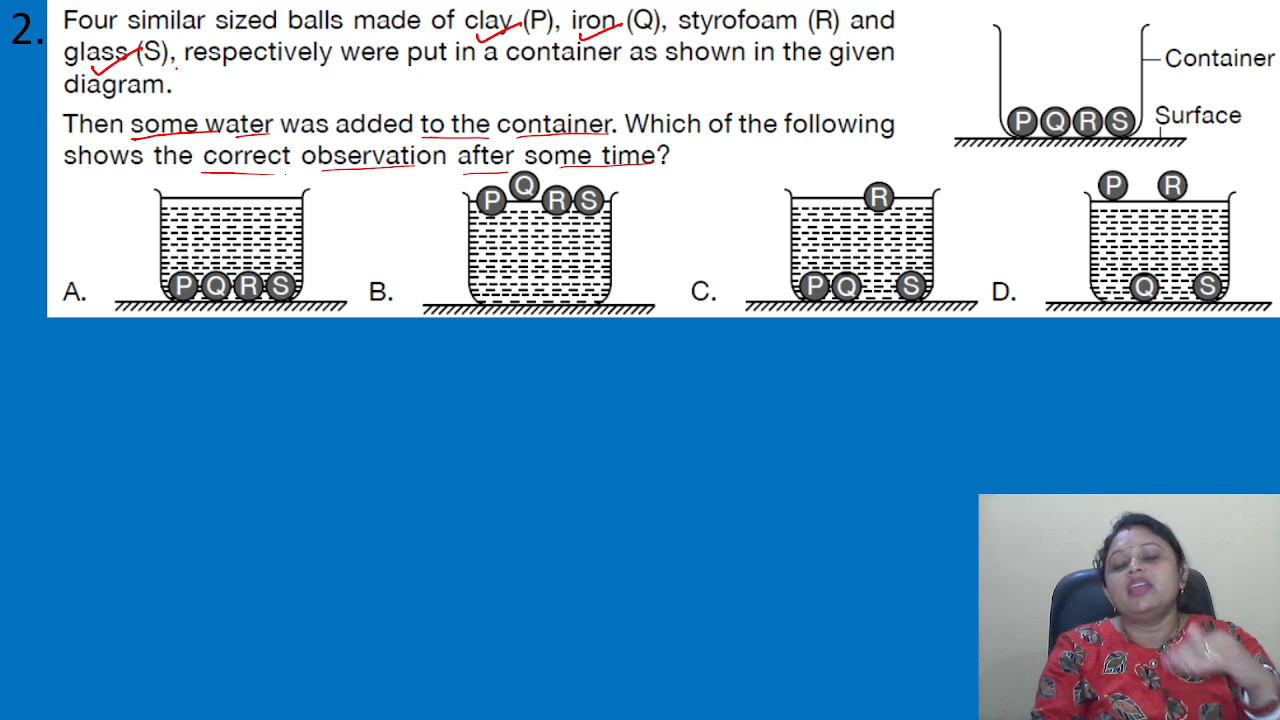 2.
Four similar sized balls made of clay (P), iron (Q), styrofoam (R) and
glass (S), respectively were put in a container as shown in the given
diagram.
Then some water was added to the container. Which of the following
shows the correct observation after some time?
Container
P Q R S
Surface
A.
P Q R S
B.
P Q R S
C.
R
P Q S
D.
P R
Q S